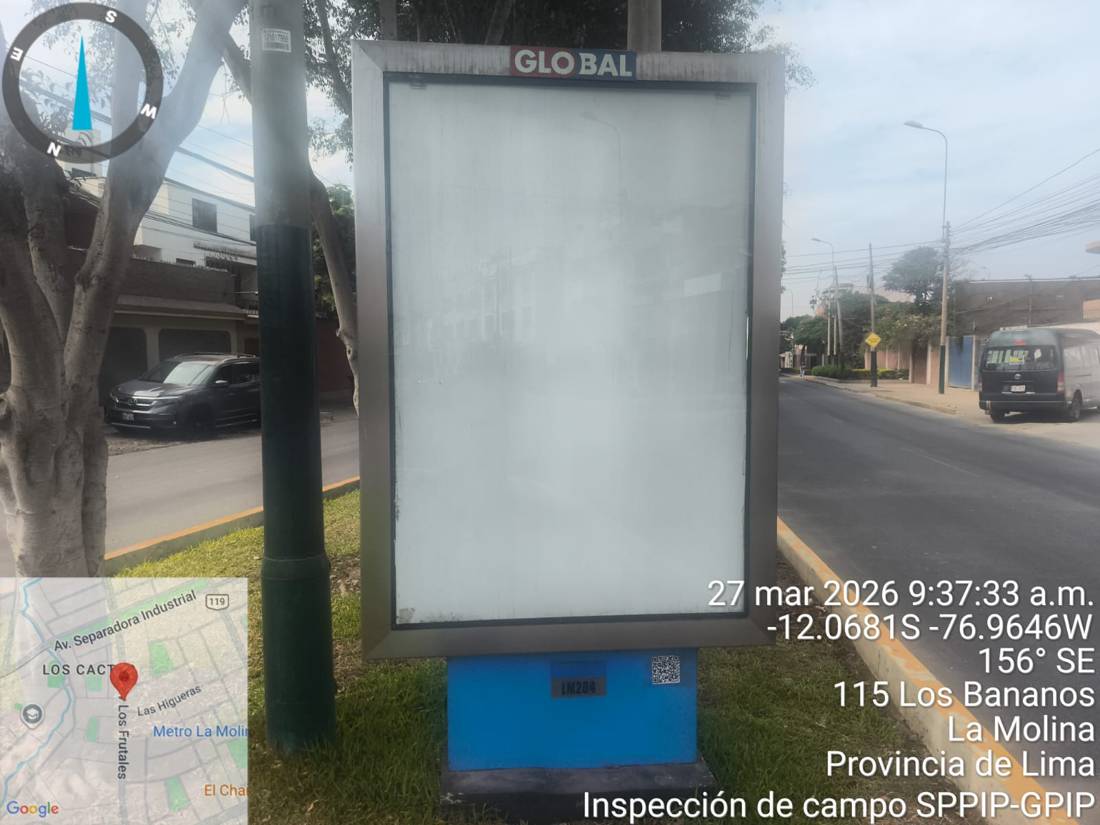 S
E
W
N
GLOBAL
LM204
27 mar 2026 9:37:33 a.m.
-12.0681S -76.9646W
156° SE
115 Los Bananos
La Molina
Provincia de Lima
Inspección de campo SPPIP-GPIP
119
Av. Separadora Industrial
LOS CACT
Las Higueras
Los Frutales
Metro La Molin
El Cha
Google